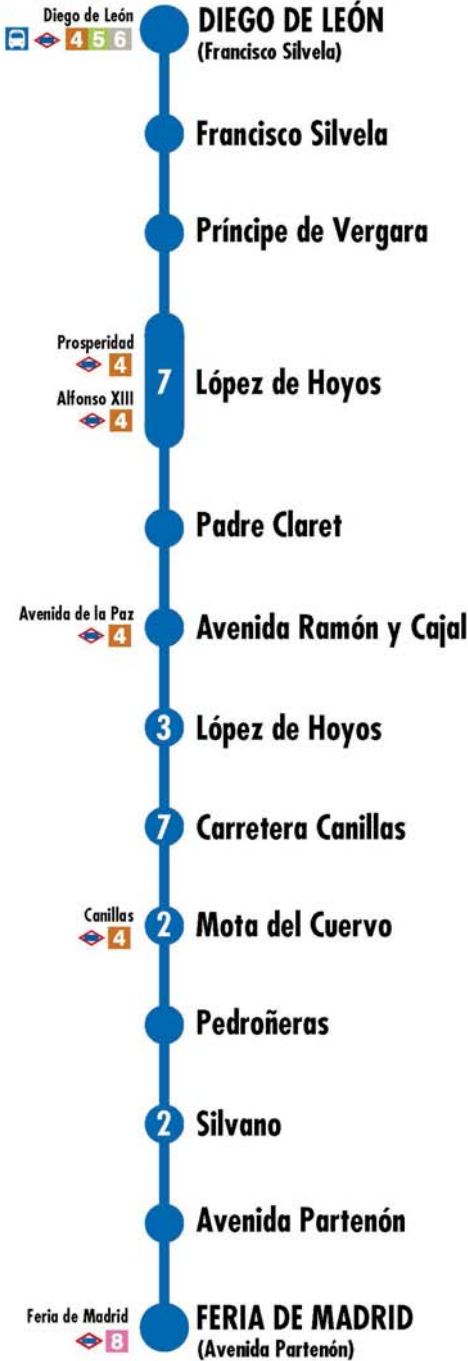 Diego de León
4 5 6
DIEGO DE LEÓN
(Francisco Silvela)
Francisco Silvela
Príncipe de Vergara
Prosperidad
4
Alfonso XIII
4
7
López de Hoyos
Padre Claret
Avenida de la Paz
4
Avenida Ramón y Cajal
3
López de Hoyos
7
Carretera Canillas
Canillas
4
2
Mota del Cuervo
Pedroñeras
2
Silvano
Avenida Partenón
Feria de Madrid
8
FERIA DE MADRID
(Avenida Partenón)